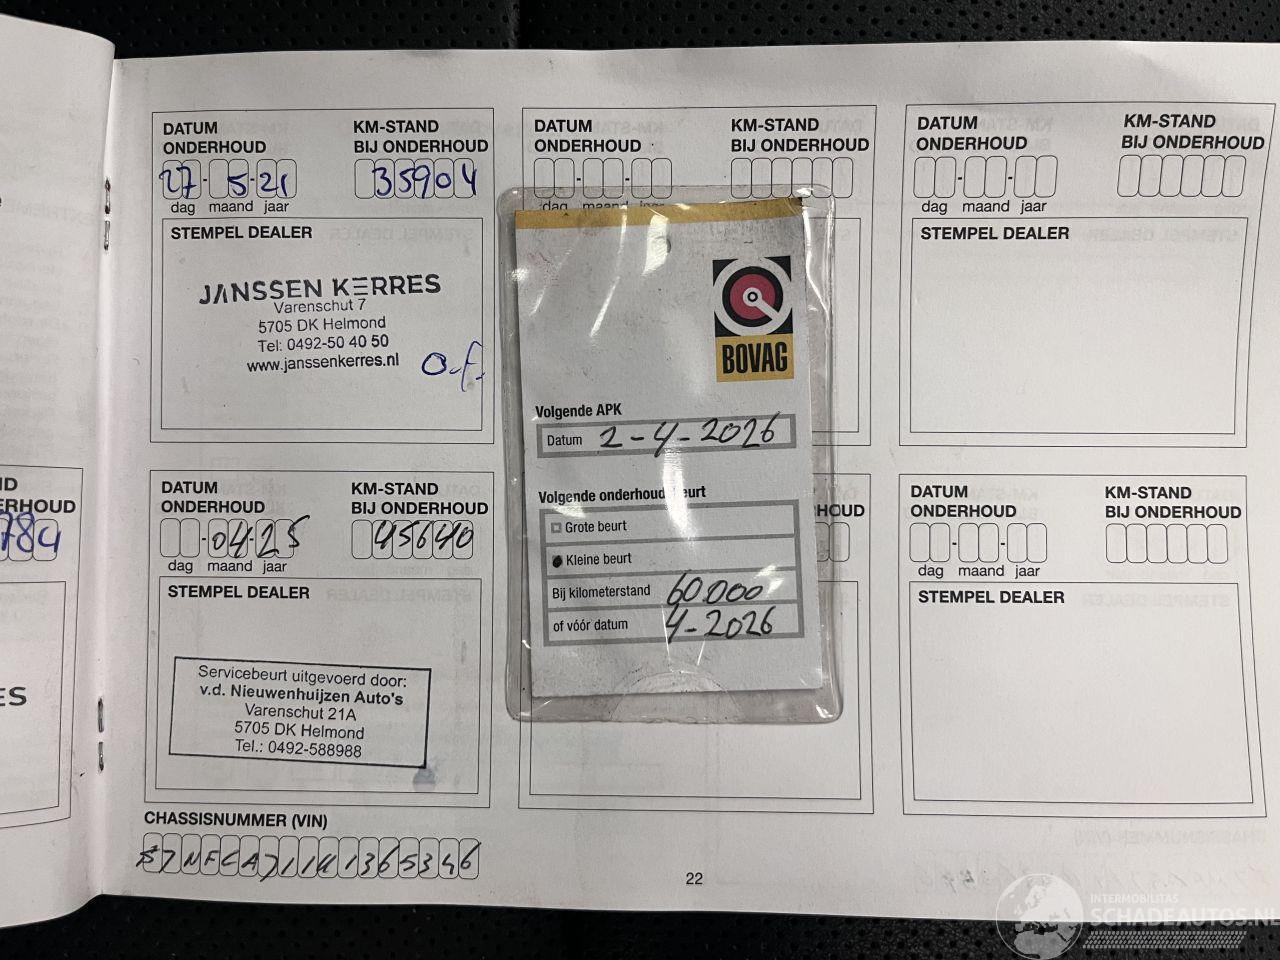 DATUM ONDERHOUD
KM-STAND BIJ ONDERHOUD
27-5-21
35904
dag maand jaar
STEMPEL DEALER
JANSSEN KERRES
Varenschut 7
5705 DK Helmond
Tel: 0492-50 40 50
www.janssenkerres.nl
DATUM ONDERHOUD
KM-STAND BIJ ONDERHOUD
DATUM ONDERHOUD
KM-STAND BIJ ONDERHOUD
dag maand jaar
STEMPEL DEALER
BOVAG
Volgende APK
Datum 2-4-2026
Volgende onderhoud
Grote beurt
Kleine beurt
Bij kilometerstand 60.000
of vóór datum 4-2026
DATUM ONDERHOUD
KM-STAND BIJ ONDERHOUD
-04-25
45640
dag maand jaar
STEMPEL DEALER
Servicebeurt uitgevoerd door:
v.d. Nieuwenhuijzen Auto's
Varenschut 21A
5705 DK Helmond
Tel.: 0492-588988
DATUM ONDERHOUD
KM-STAND BIJ ONDERHOUD
dag maand jaar
STEMPEL DEALER
CHASSISNUMMER (VIN)
22
INTERMOBILITAS
SCHADEAUTOS.NL